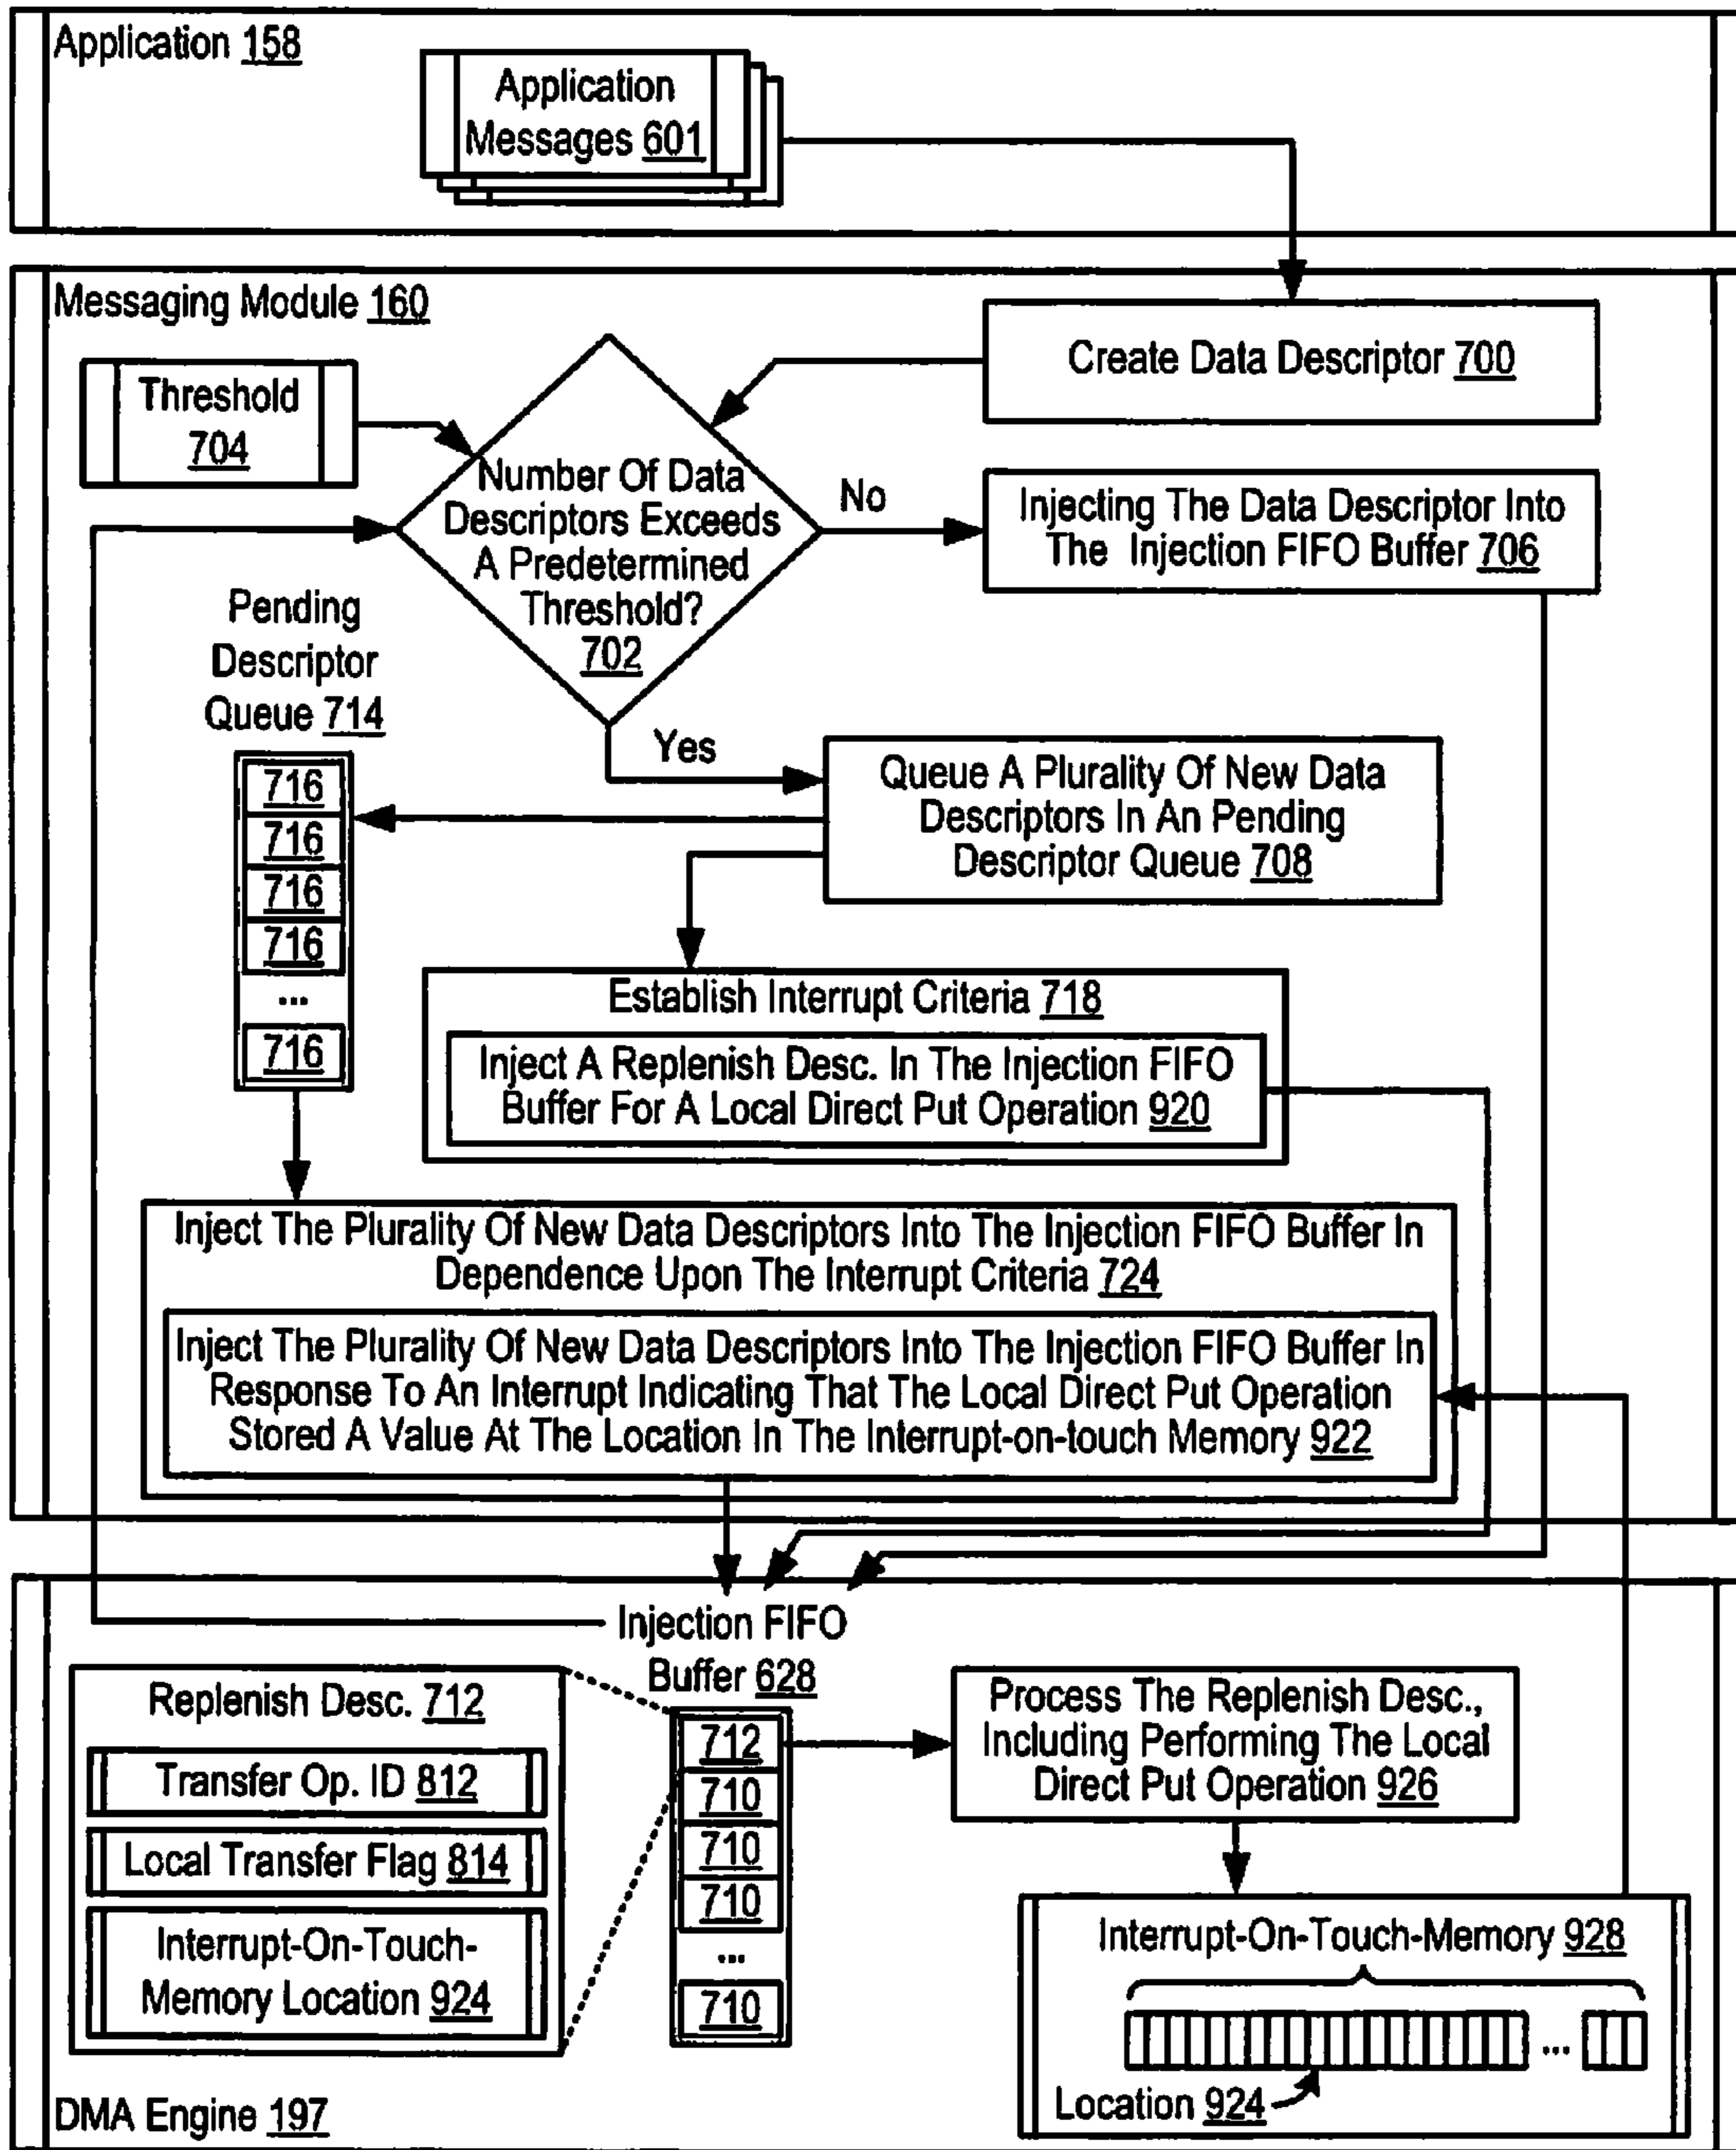 Application 158
Application
Messages 601
Messaging Module 160
Create Data Descriptor 700
Threshold
704
Number Of Data
Descriptors Exceeds
A Predetermined
Threshold?
702
No
Injecting The Data Descriptor Into
The Injection FIFO Buffer 706
Pending
Descriptor
Queue 714
Yes
Queue A Plurality Of New Data
Descriptors In An Pending
Descriptor Queue 708
716
716
716
716
...
716
Establish Interrupt Criteria 718
Inject A Replenish Desc. In The Injection FIFO
Buffer For A Local Direct Put Operation 920
Inject The Plurality Of New Data Descriptors Into The Injection FIFO Buffer In
Dependence Upon The Interrupt Criteria 724
Inject The Plurality Of New Data Descriptors Into The Injection FIFO Buffer In
Response To An Interrupt Indicating That The Local Direct Put Operation
Stored A Value At The Location In The Interrupt-on-touch Memory 922
Injection FIFO
Buffer 628
Replenish Desc. 712
Transfer Op. ID 812
Local Transfer Flag 814
Interrupt-On-Touch-
Memory Location 924
712
710
710
710
...
710
Process The Replenish Desc.,
Including Performing The Local
Direct Put Operation 926
Interrupt-On-Touch-Memory 928
...
Location 924
DMA Engine 197